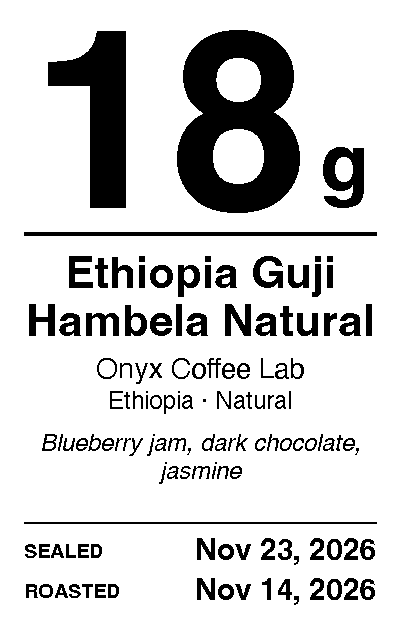 18 g
Ethiopia Guji
Hambela Natural
Onyx Coffee Lab
Ethiopia · Natural
Blueberry jam, dark chocolate,
jasmine
SEALED Nov 23, 2026
ROASTED Nov 14, 2026